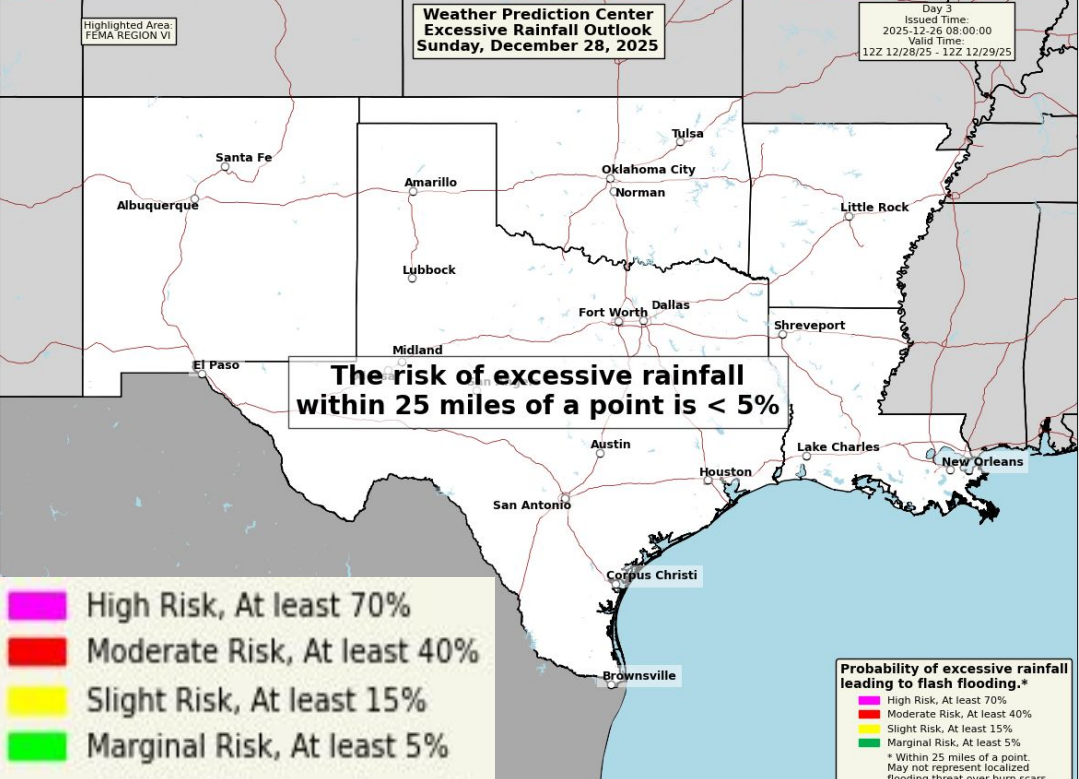 Highlighted Area:
FEMA REGION VI
Weather Prediction Center
Excessive Rainfall Outlook
Sunday, December 28, 2025
Day 3
Issued Time:
2025-12-26 08:00:00
Valid Time:
12Z 12/28/25 - 12Z 12/29/25
Tulsa
Santa Fe
Oklahoma City
Amarillo
Norman
Albuquerque
Little Rock
Lubbock
Dallas
Fort Worth
Shreveport
Midland
El Paso
The risk of excessive rainfall
within 25 miles of a point is < 5%
Austin
Lake Charles
New Orleans
Houston
San Antonio
Corpus Christi
Brownsville
High Risk, At least 70%
Moderate Risk, At least 40%
Slight Risk, At least 15%
Marginal Risk, At least 5%
Probability of excessive rainfall
leading to flash flooding.*
High Risk, At least 70%
Moderate Risk, At least 40%
Slight Risk, At least 15%
Marginal Risk, At least 5%
* Within 25 miles of a point.
May not represent localized
flooding threat over burn scars